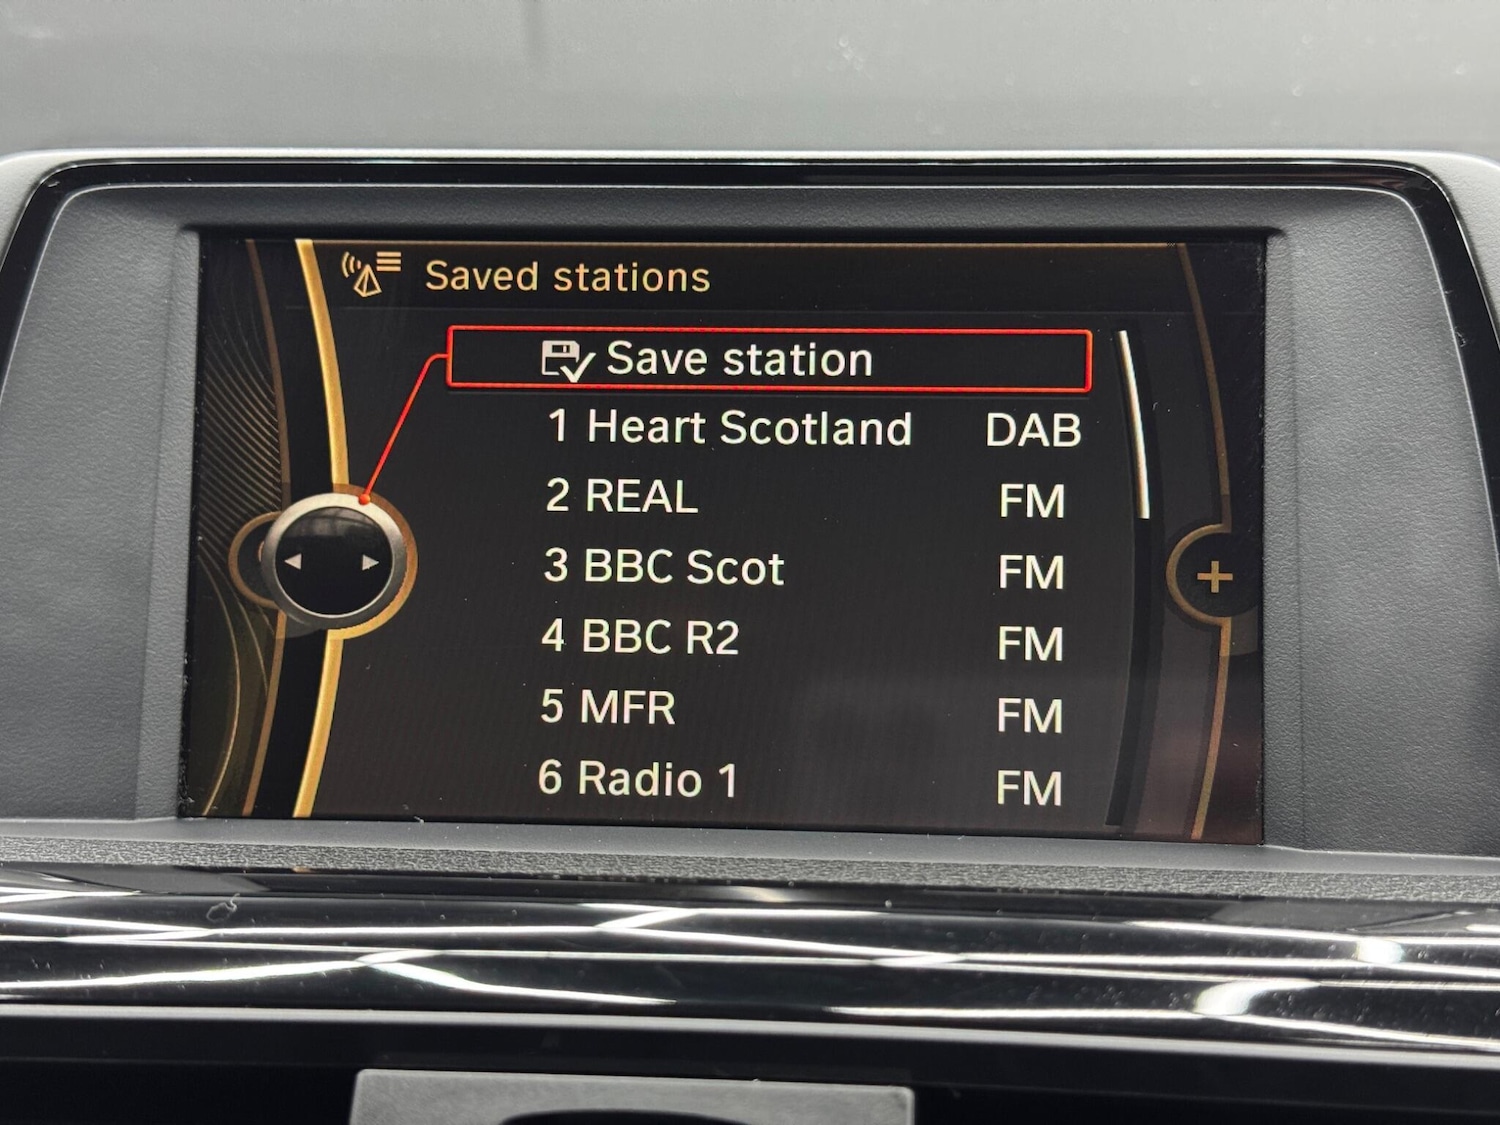 Saved stations
Save station
1 Heart Scotland DAB
2 REAL FM
3 BBC Scot FM
4 BBC R2 FM
5 MFR FM
6 Radio 1 FM